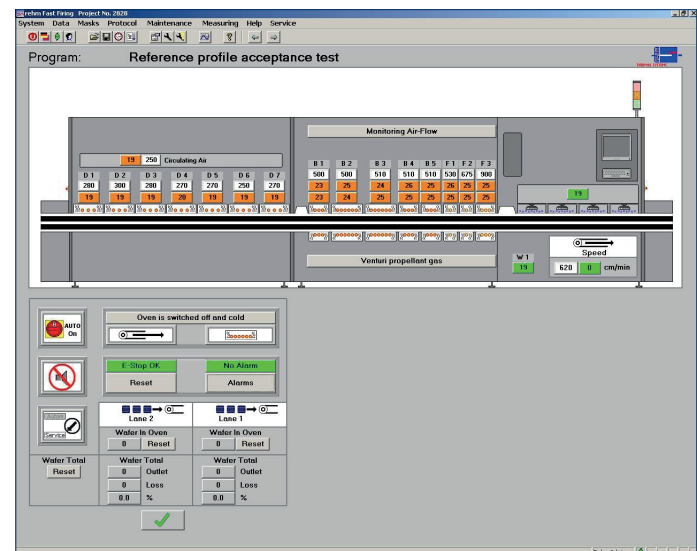 rehm Fast Firing Project No. 2820
System Data Masks Protocol Maintenance Measuring Help Service
Program: Reference profile acceptance test
Monitoring Air-Flow
19 250 Circulating Air
D 1 D 2 D 3 D 4 D 5 D 6 D 7
280 300 280 270 270 250 270
19 19 19 20 19 19 19
B 1 B 2 B 3 B 4 B 5 F 1 F 2 F 3
500 500 510 510 510 530 675 900
23 25 24 26 25 26 25 25
23 24 25 25 25 25 25 25
19
Venturi propellant gas
W 1
19
Speed
620 0 cm/min
AUTO
On
Oven is switched off and cold
E-Stop OK No Alarm
Reset Alarms
Service
Lane 2 Lane 1
Wafer In Oven Wafer In Oven
0 Reset 0 Reset
Wafer Total Wafer Total Wafer Total
Reset 0 Outlet 0 Outlet
0 Loss 0 Loss
0.0 % 0.0 %